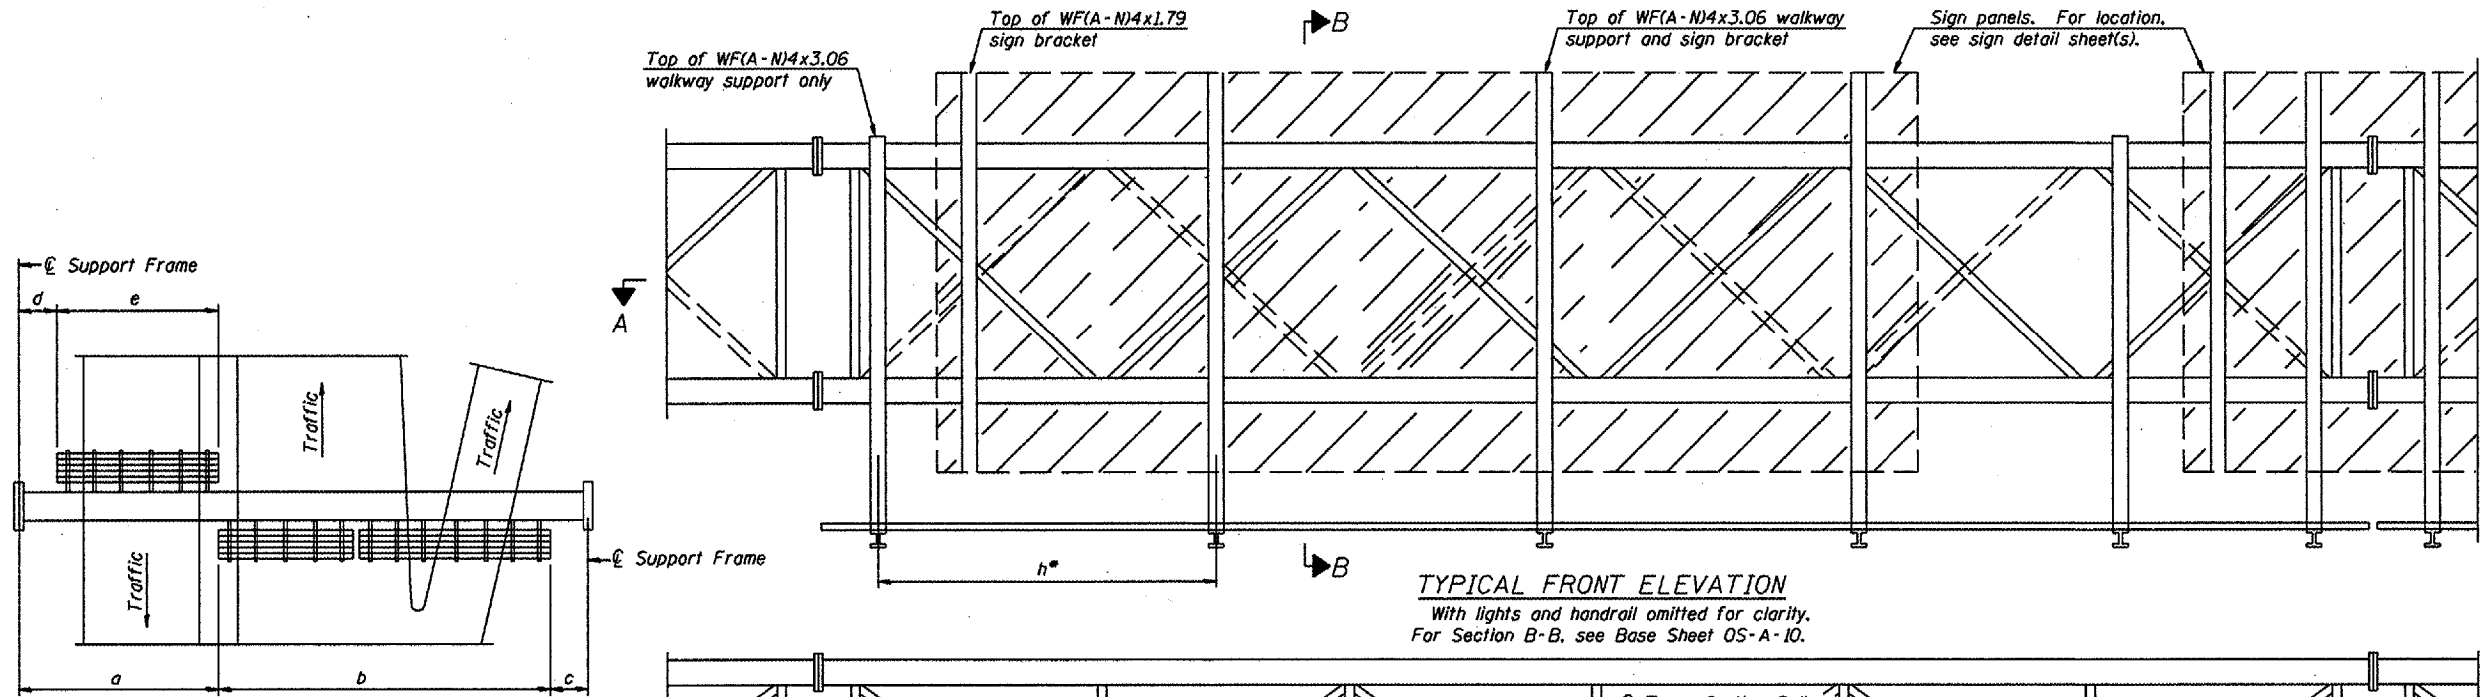 Top of WF(A-N)4x1.79
sign bracket
B
Top of WF(A-N)4x3.06 walkway
support and sign bracket
Sign panels. For location,
see sign detail sheet(s).
Top of WF(A-N)4x3.06
walkway support only
℄ Support Frame
d
e
A
Traffic
Traffic
Traffic
℄ Support Frame
a
b
c
h*
B
TYPICAL FRONT ELEVATION
With lights and handrail omitted for clarity.
For Section B-B, see Base Sheet OS-A-10.